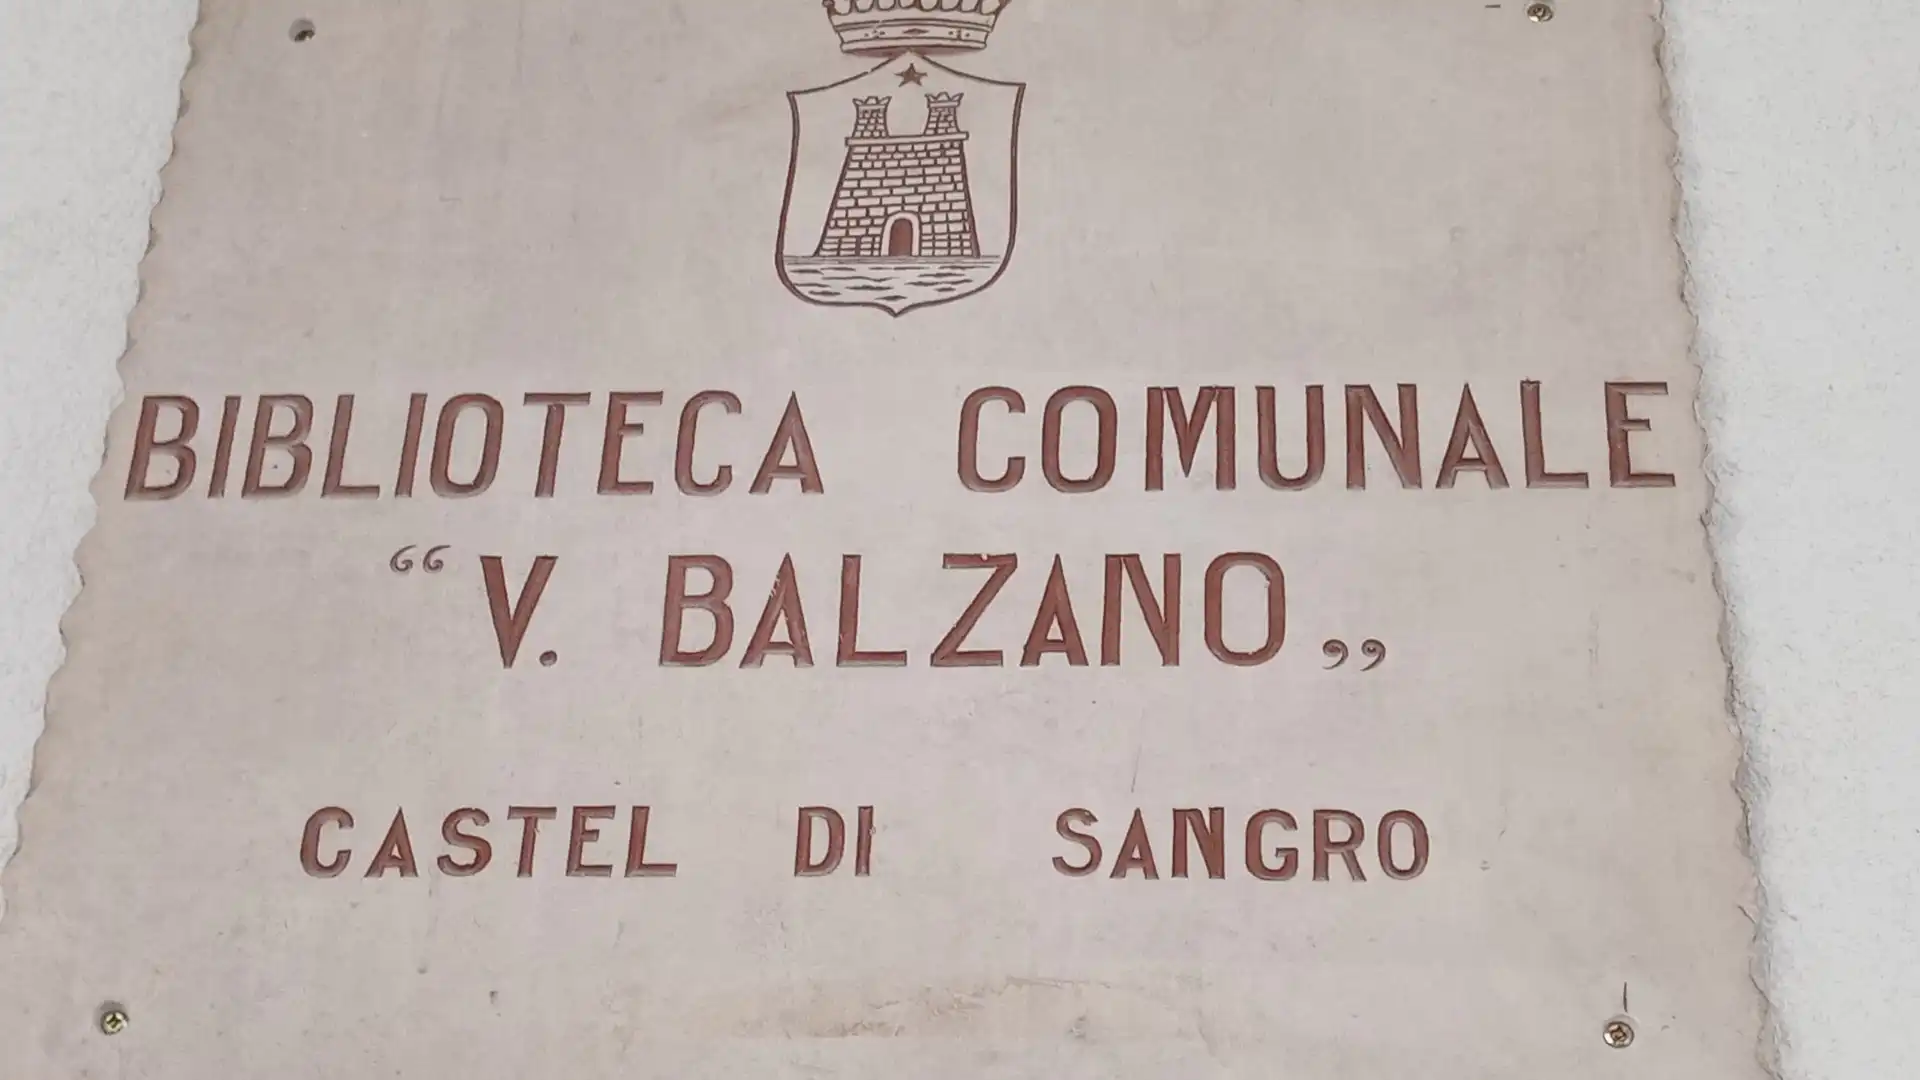 BIBLIOTECA COMUNALE
“ V. BALZANO „
CASTEL DI SANGRO